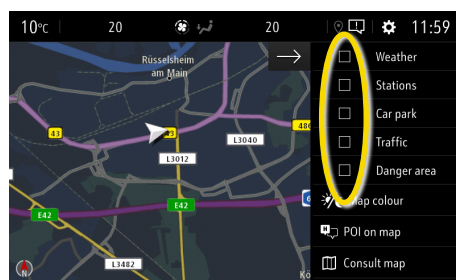 10°C
20
20
11:59
Rüsselsheim
am Main
43
L3040
L3012
E42
E42
L3482
N
Weather
Stations
Car park
Traffic
Danger area
Map colour
POI on map
Consult map